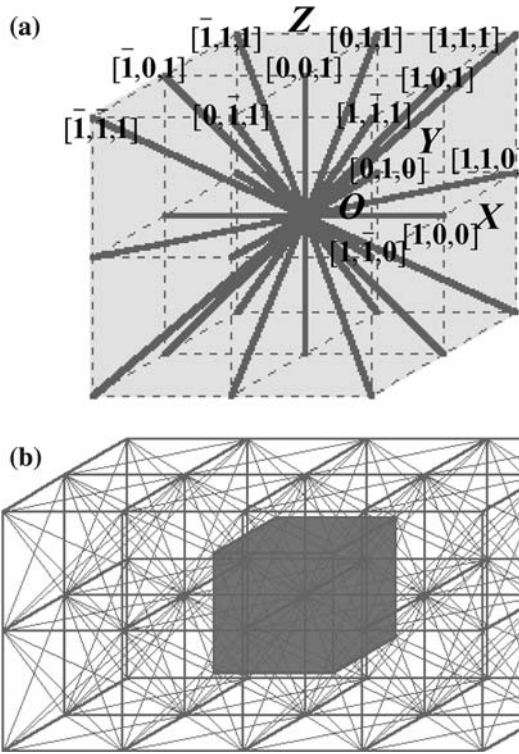 (a)
Z
[1̄,1,1] [0,1,1] [1,1,1]
[1̄,0,1] [0,0,1] [1,0,1]
[1̄,1̄,1] [0,1̄,1] [1,1̄,1]
Y
[0,1,0] [1,1,0]
O X
[1,1̄,0] [1,0,0]
(b)